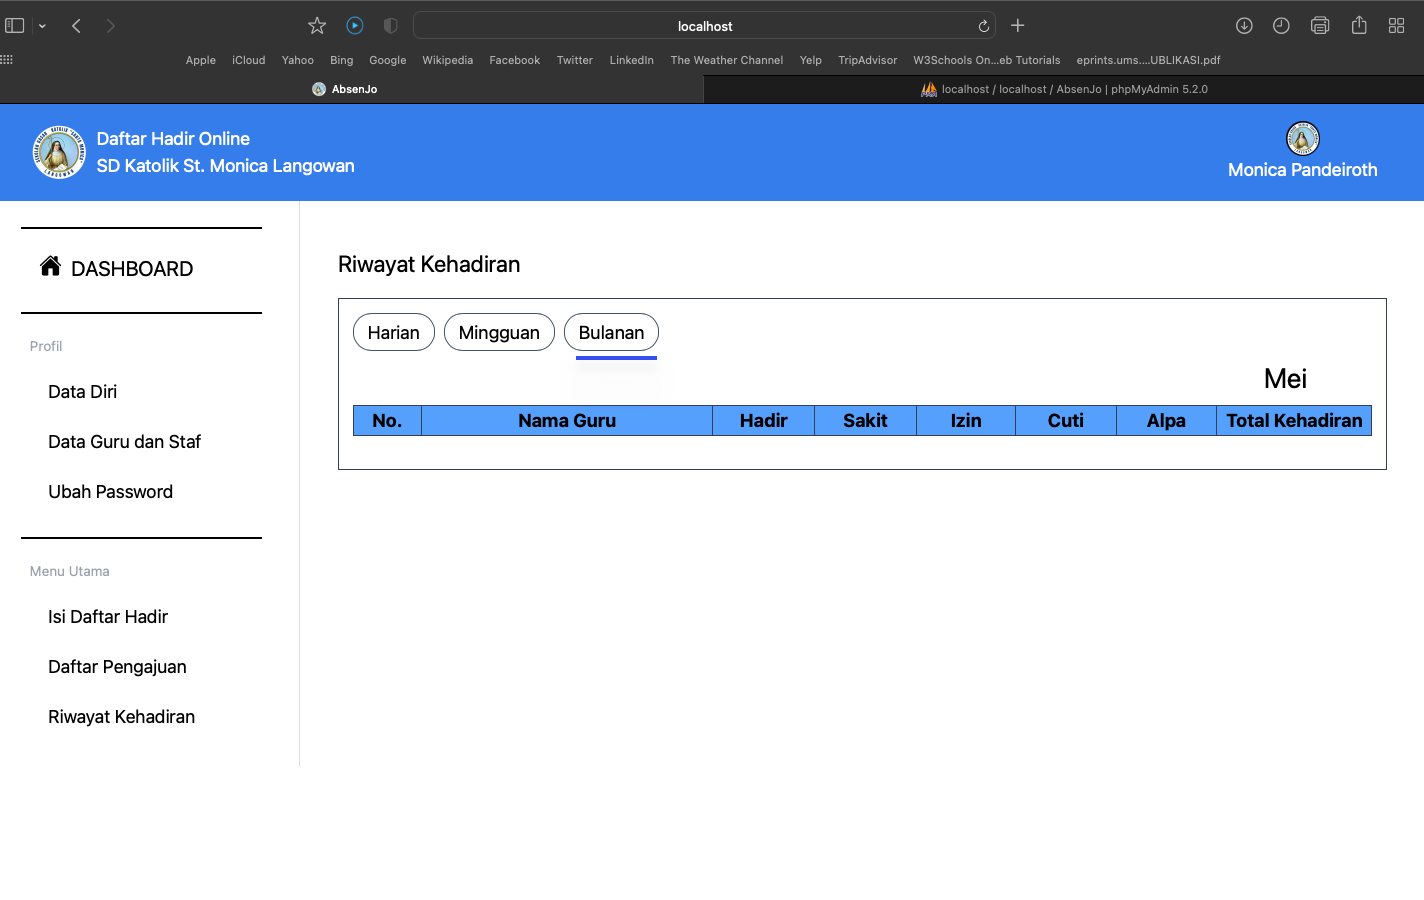 localhost
Apple iCloud Yahoo Bing Google Wikipedia Facebook Twitter LinkedIn The Weather Channel Yelp TripAdvisor W3Schools On...eb Tutorials eprints.ums....UBLIKASI.pdf
AbsenJo
localhost / localhost / AbsenJo | phpMyAdmin 5.2.0
Daftar Hadir Online
SD Katolik St. Monica Langowan
Monica Pandeiroth
DASHBOARD
Profil
Data Diri
Data Guru dan Staf
Ubah Password
Menu Utama
Isi Daftar Hadir
Daftar Pengajuan
Riwayat Kehadiran
Riwayat Kehadiran
Harian Mingguan Bulanan
Mei
No. Nama Guru Hadir Sakit Izin Cuti Alpa Total Kehadiran